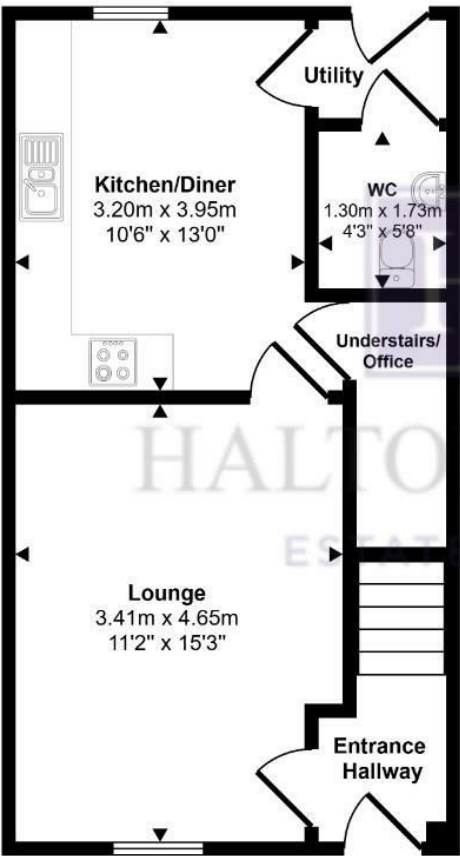 Utility
Kitchen/Diner
3.20m x 3.95m
10'6" x 13'0"
WC
1.30m x 1.73m
4'3" x 5'8"
Understairs/
Office
HALTO
ESTATE
Lounge
3.41m x 4.65m
11'2" x 15'3"
Entrance
Hallway